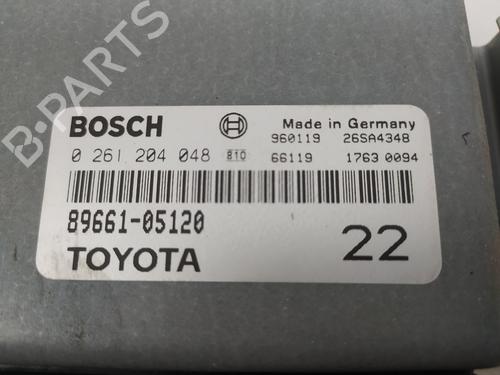 BOSCH Made in Germany
960119 26SA4348
0 261 204 048 810 66119 1763 0094
89661-05120
TOYOTA 22
B-PARTS